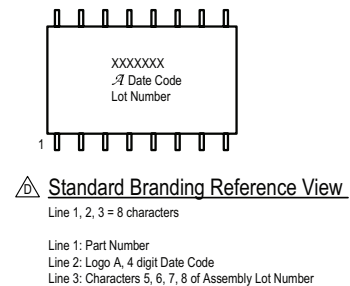 XXXXXXX
A Date Code
Lot Number
1
D Standard Branding Reference View
Line 1, 2, 3 = 8 characters
Line 1: Part Number
Line 2: Logo A, 4 digit Date Code
Line 3: Characters 5, 6, 7, 8 of Assembly Lot Number